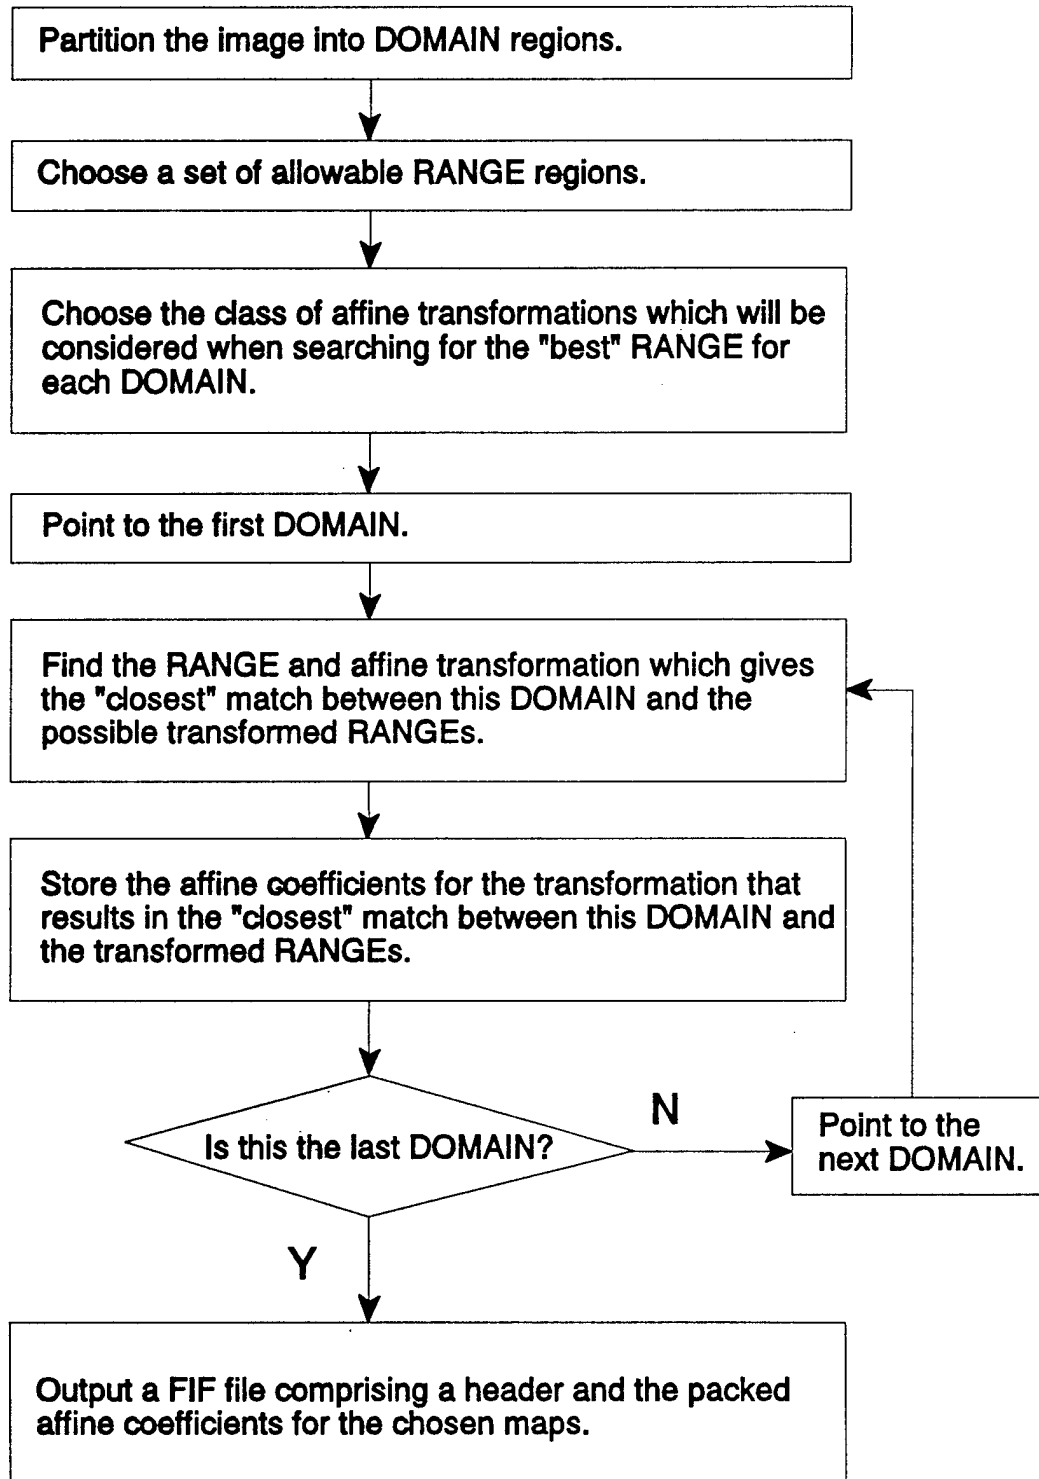 Partition the image into DOMAIN regions.
Choose a set of allowable RANGE regions.
Choose the class of affine transformations which will be
considered when searching for the "best" RANGE for
each DOMAIN.
Point to the first DOMAIN.
Find the RANGE and affine transformation which gives
the "closest" match between this DOMAIN and the
possible transformed RANGEs.
Store the affine coefficients for the transformation that
results in the "closest" match between this DOMAIN and
the transformed RANGEs.
Is this the last DOMAIN?
N
Point to the
next DOMAIN.
Y
Output a FIF file comprising a header and the packed
affine coefficients for the chosen maps.